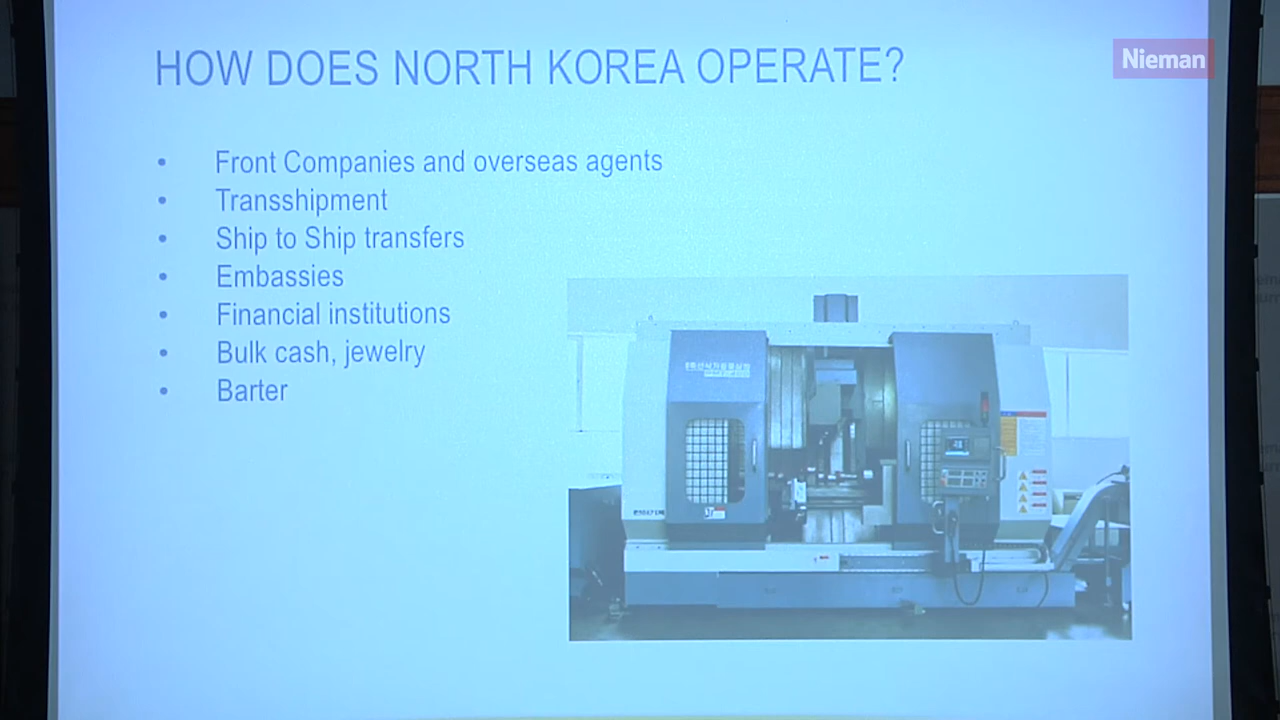 HOW DOES NORTH KOREA OPERATE?
Nieman
• Front Companies and overseas agents
• Transshipment
• Ship to Ship transfers
• Embassies
• Financial institutions
• Bulk cash, jewelry
• Barter